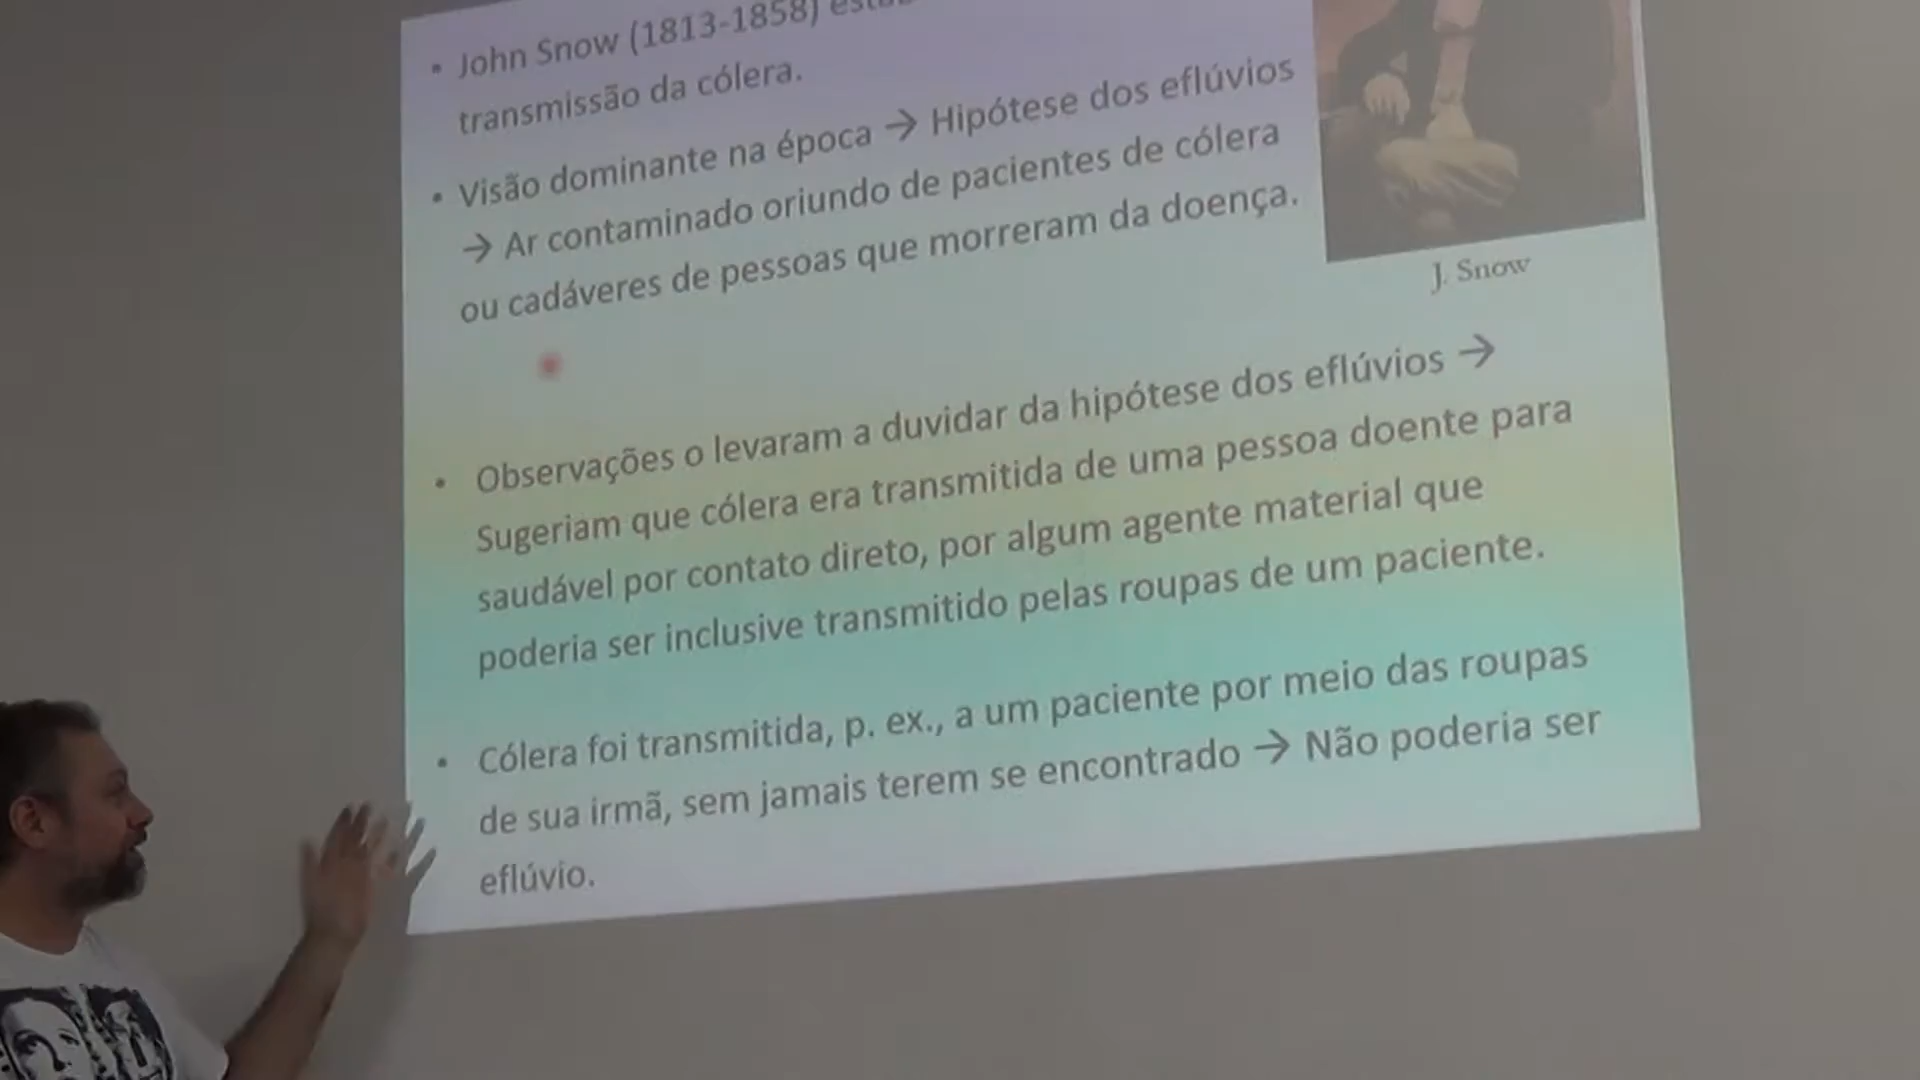 • John Snow (1813-1858)
transmissão da cólera.
• Visão dominante na época → Hipótese dos eflúvios
→ Ar contaminado oriundo de pacientes de cólera
ou cadáveres de pessoas que morreram da doença.
J. Snow
• Observações o levaram a duvidar da hipótese dos eflúvios →
Sugeriam que cólera era transmitida de uma pessoa doente para
saudável por contato direto, por algum agente material que
poderia ser inclusive transmitido pelas roupas de um paciente.
• Cólera foi transmitida, p. ex., a um paciente por meio das roupas
de sua irmã, sem jamais terem se encontrado → Não poderia ser
eflúvio.